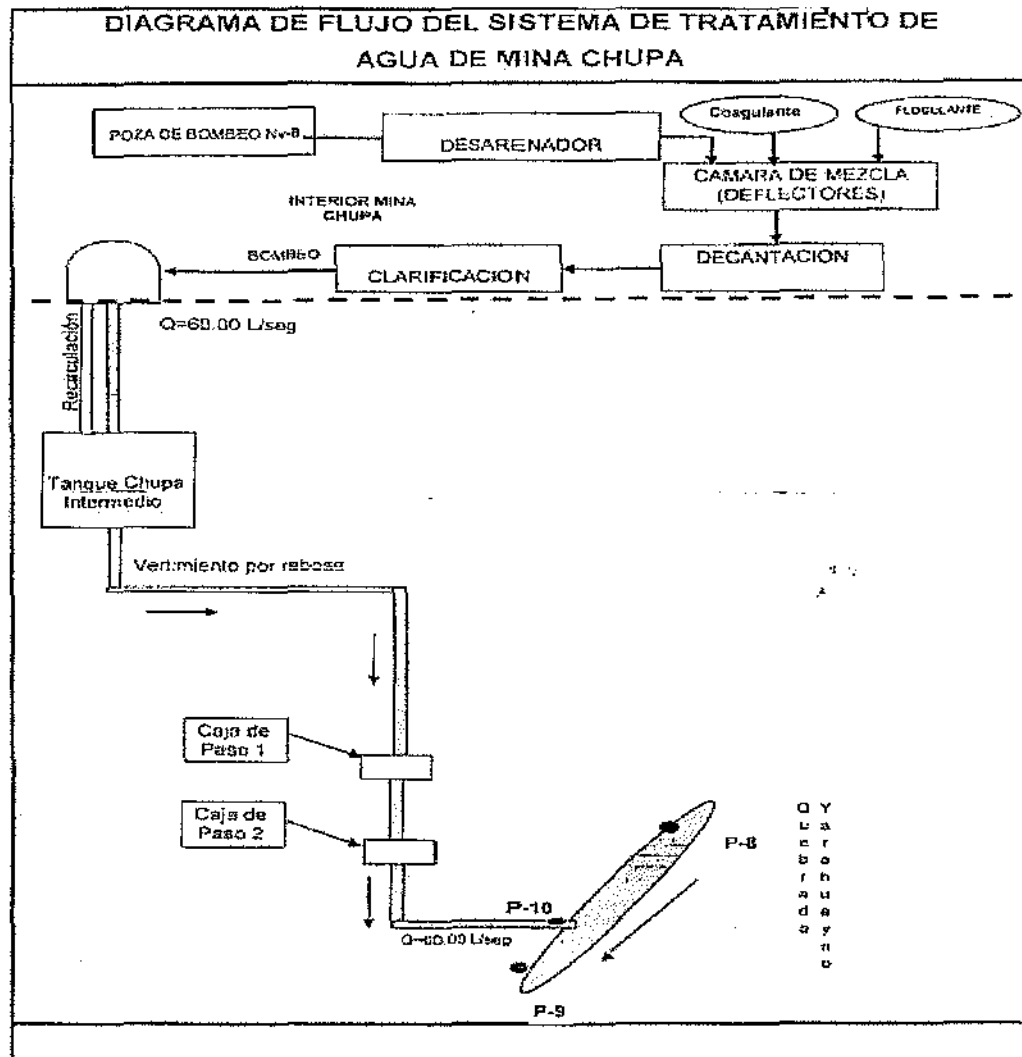 DIAGRAMA DE FLUJO DEL SISTEMA DE TRATAMIENTO DE
AGUA DE MINA CHUPA
POZA DE BOMBEO Nv-8
DESARENADOR
Coagulante
FLOCULANTE
CAMARA DE MEZCLA
(DEFLECTORES)
INTERIOR MINA
CHUPA
BOMBEO
CLARIFICACION
DECANTACION
Q=60.00 L/seg
Recirculación
Tanque Chupa
Intermedio
Vertimiento por rebose
Caja de
Paso 1
Caja de
Paso 2
P-8
P-10
Q=60.00 L/seg
P-9
Quebrada